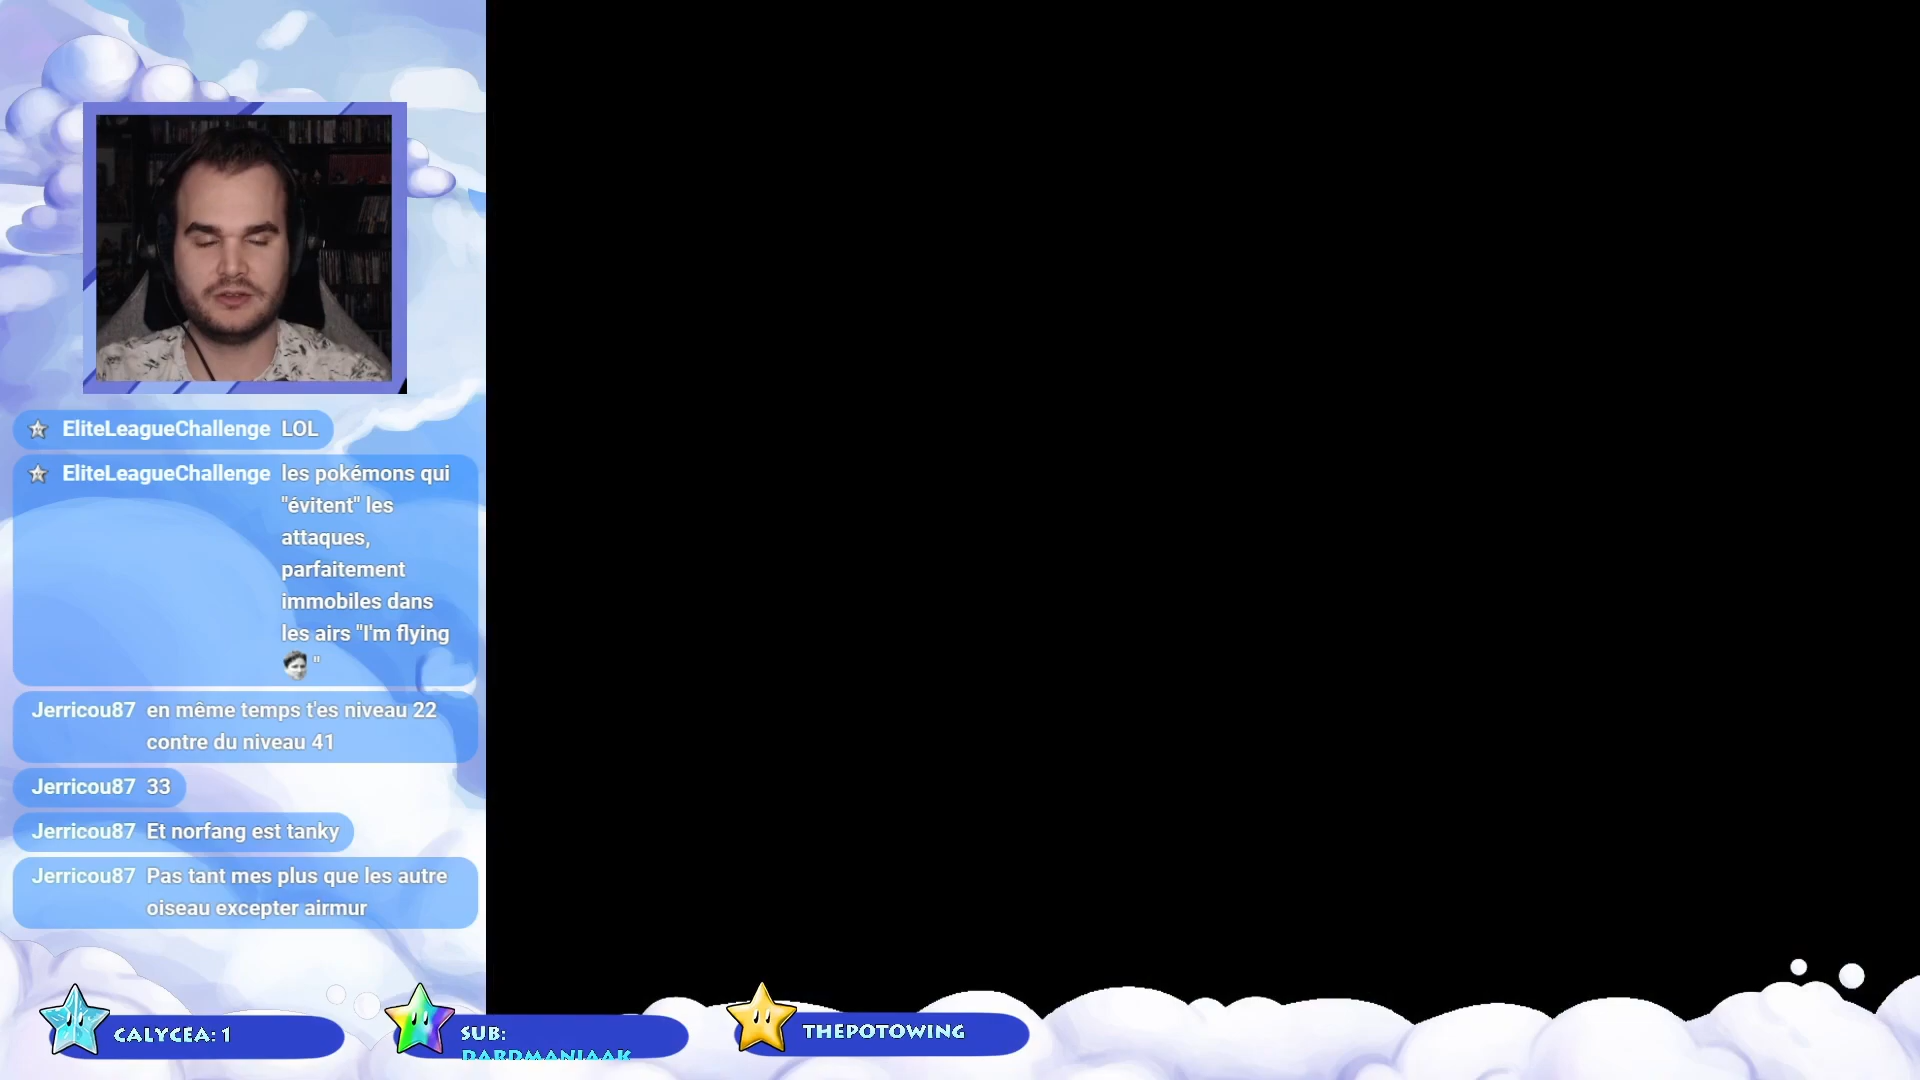 EliteLeagueChallenge LOL
EliteLeagueChallenge les pokémons qui
"évitent" les
attaques,
parfaitement
immobiles dans
les airs "I'm flying
"
Jerricou87 en même temps t'es niveau 22
contre du niveau 41
Jerricou87 33
Jerricou87 Et norfang est tanky
Jerricou87 Pas tant mes plus que les autre
oiseau excepter airmur
CALYCEA: 1
SUB:
DARDMANIAAK
THEPOTOWING